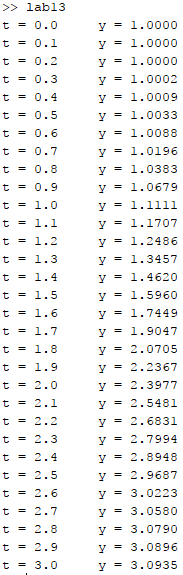 >> lab13
t = 0.0 y = 1.0000
t = 0.1 y = 1.0000
t = 0.2 y = 1.0000
t = 0.3 y = 1.0002
t = 0.4 y = 1.0009
t = 0.5 y = 1.0033
t = 0.6 y = 1.0088
t = 0.7 y = 1.0196
t = 0.8 y = 1.0383
t = 0.9 y = 1.0679
t = 1.0 y = 1.1111
t = 1.1 y = 1.1707
t = 1.2 y = 1.2486
t = 1.3 y = 1.3457
t = 1.4 y = 1.4620
t = 1.5 y = 1.5960
t = 1.6 y = 1.7449
t = 1.7 y = 1.9047
t = 1.8 y = 2.0705
t = 1.9 y = 2.2367
t = 2.0 y = 2.3977
t = 2.1 y = 2.5481
t = 2.2 y = 2.6831
t = 2.3 y = 2.7994
t = 2.4 y = 2.8948
t = 2.5 y = 2.9687
t = 2.6 y = 3.0223
t = 2.7 y = 3.0580
t = 2.8 y = 3.0790
t = 2.9 y = 3.0896
t = 3.0 y = 3.0935